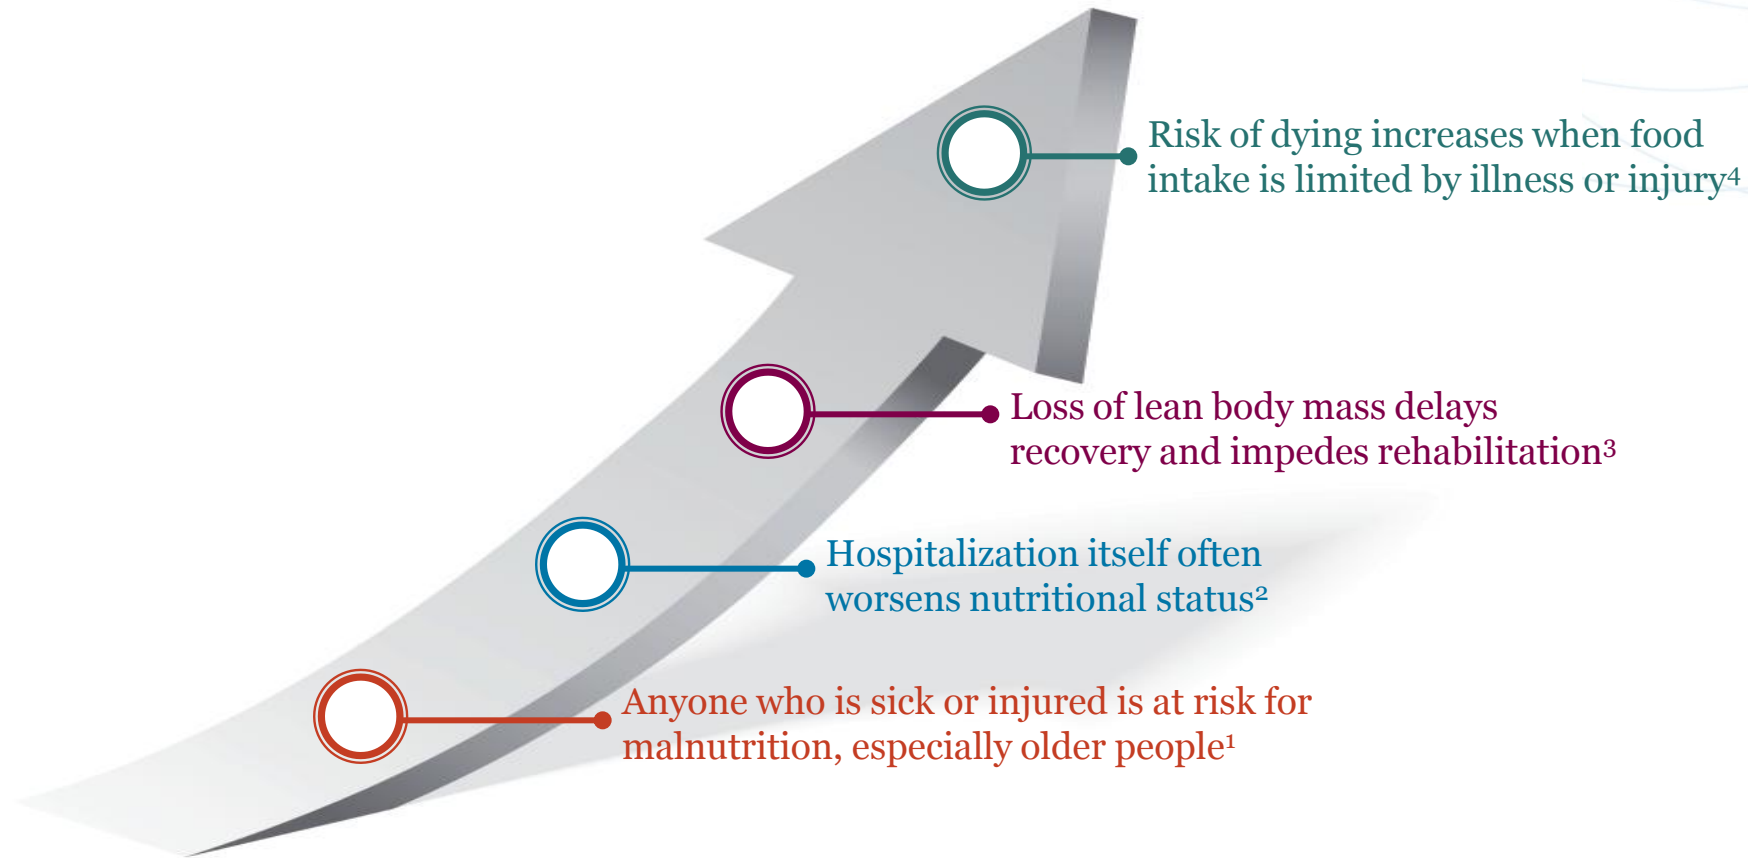 Risk of dying increases when food
intake is limited by illness or injury⁴
Loss of lean body mass delays
recovery and impedes rehabilitation³
Hospitalization itself often
worsens nutritional status²
Anyone who is sick or injured is at risk for
malnutrition, especially older people¹